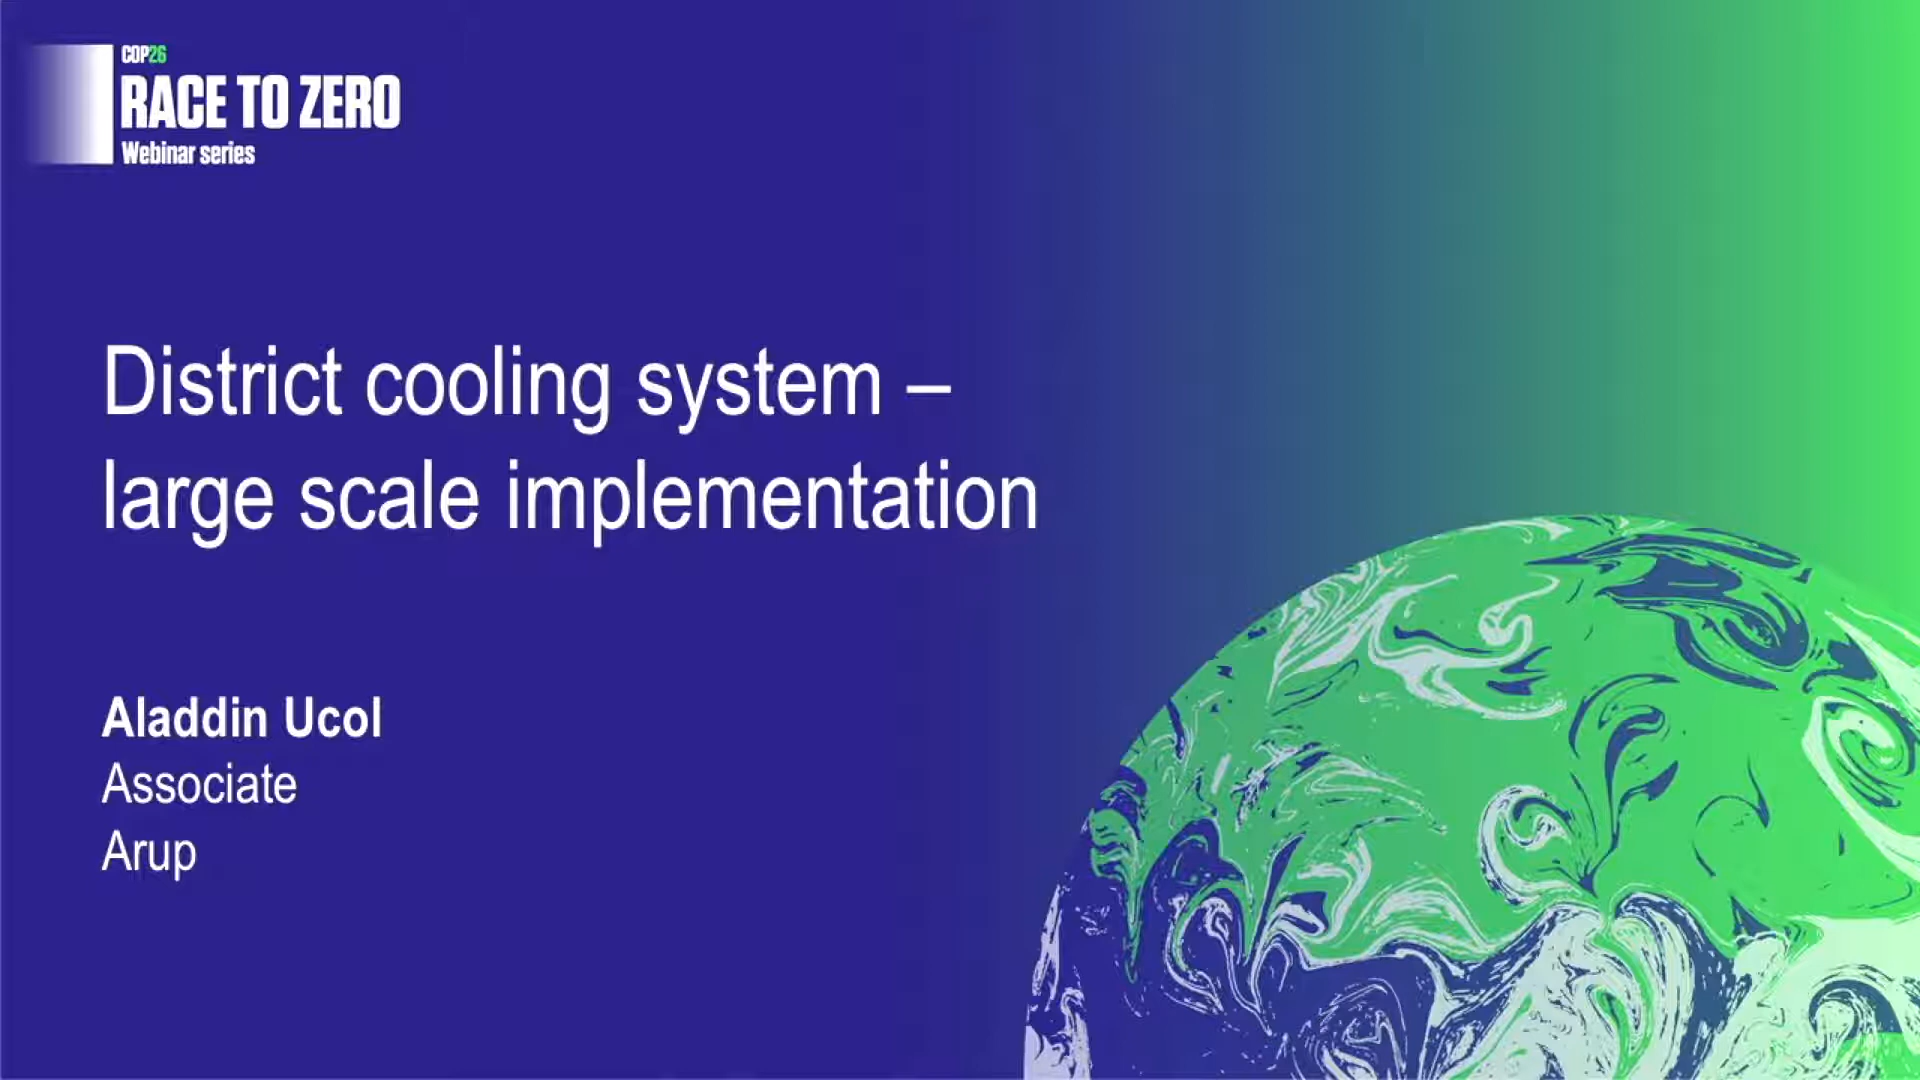 COP26
RACE TO ZERO
Webinar series
District cooling system –
large scale implementation
Aladdin Ucol
Associate
Arup